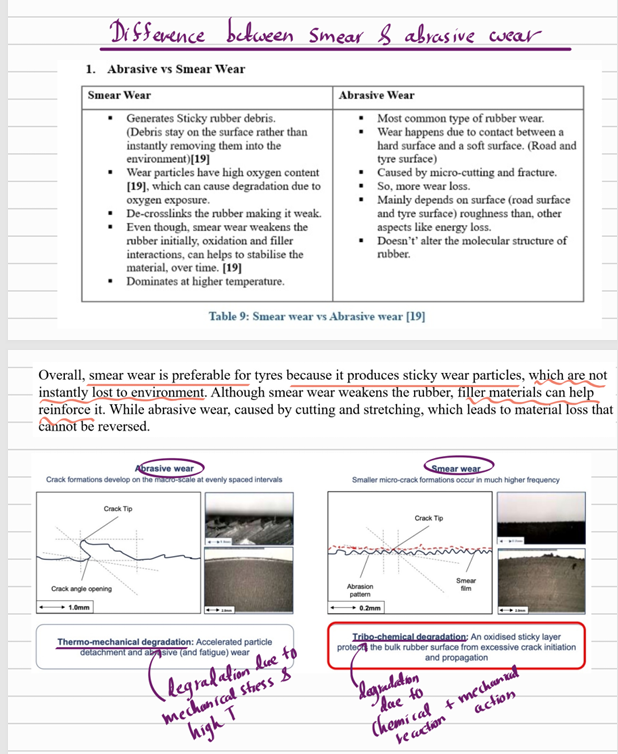 Difference between Smear & abrasive wear
1. Abrasive vs Smear Wear
Smear Wear
▪ Generates Sticky rubber debris.
(Debris stay on the surface rather than
instantly removing them into the
environment)[19]
▪ Wear particles have high oxygen content
[19], which can cause degradation due to
oxygen exposure.
▪ De-crosslinks the rubber making it weak.
▪ Even though, smear wear weakens the
rubber initially, oxidation and filler
interactions, can helps to stabilise the
material, over time. [19]
▪ Dominates at higher temperature.
Abrasive Wear
▪ Most common type of rubber wear.
▪ Wear happens due to contact between a
hard surface and a soft surface. (Road and
tyre surface)
▪ Caused by micro-cutting and fracture.
▪ So, more wear loss.
▪ Mainly depends on surface (road surface
and tyre surface) roughness than, other
aspects like energy loss.
▪ Doesn't' alter the molecular structure of
rubber.
Table 9: Smear wear vs Abrasive wear [19]
Overall, smear wear is preferable for tyres because it produces sticky wear particles, which are not
instantly lost to environment. Although smear wear weakens the rubber, filler materials can help
reinforce it. While abrasive wear, caused by cutting and stretching, which leads to material loss that
cannot be reversed.
Abrasive wear
Crack formations develop on the macro-scale at evenly spaced intervals
Crack Tip
Crack angle opening
1.0mm
Thermo-mechanical degradation: Accelerated particle
detachment and abrasive (and fatigue) wear
degradation due to
mechanical stress &
high T
Smear wear
Smaller micro-crack formations occur in much higher frequency
Crack Tip
Abrasion
pattern
Smear
film
0.2mm
Tribo-chemical degradation: An oxidised sticky layer
protects the bulk rubber surface from excessive crack initiation
and propagation
degradation
due to
chemical + mechanical
reaction action